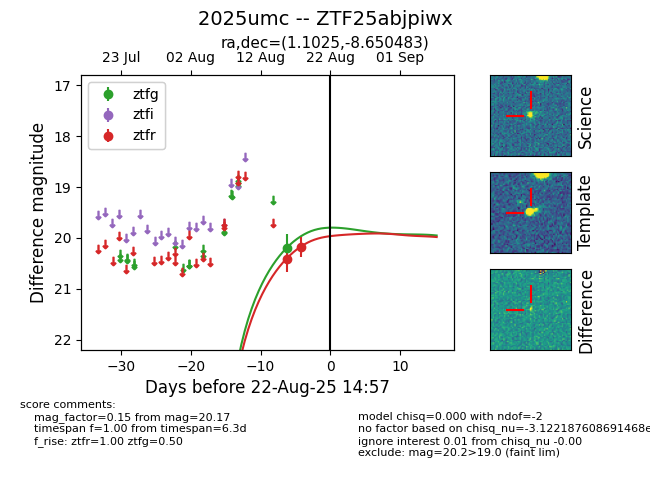 2025umc -- ZTF25abjpiwx
ra,dec=(1.1025,-8.650483)
23 Jul 02 Aug 12 Aug 22 Aug 01 Sep
ztfg
ztfi
ztfr
17
18
19
20
21
22
Difference magnitude
−30 −20 −10 0 10
Days before 22-Aug-25 14:57
Science
Template
Difference
score comments:
mag_factor=0.15 from mag=20.17
timespan f=1.00 from timespan=6.3d
f_rise: ztfr=1.00 ztfg=0.50
model chisq=0.000 with ndof=-2
no factor based on chisq_nu=-3.122187608691468e
ignore interest 0.01 from chisq_nu -0.00
exclude: mag=20.2>19.0 (faint lim)